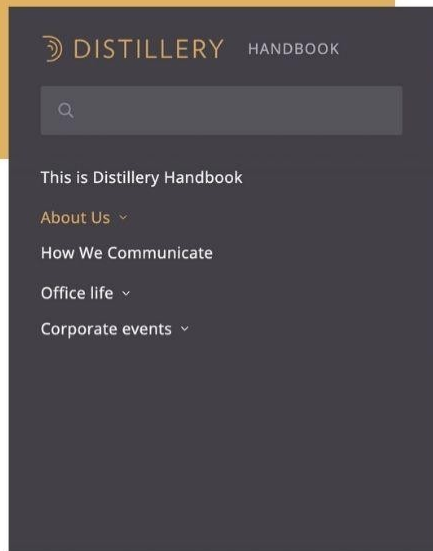 DISTILLERY HANDBOOK
This is Distillery Handbook
About Us
How We Communicate
Office life
Corporate events